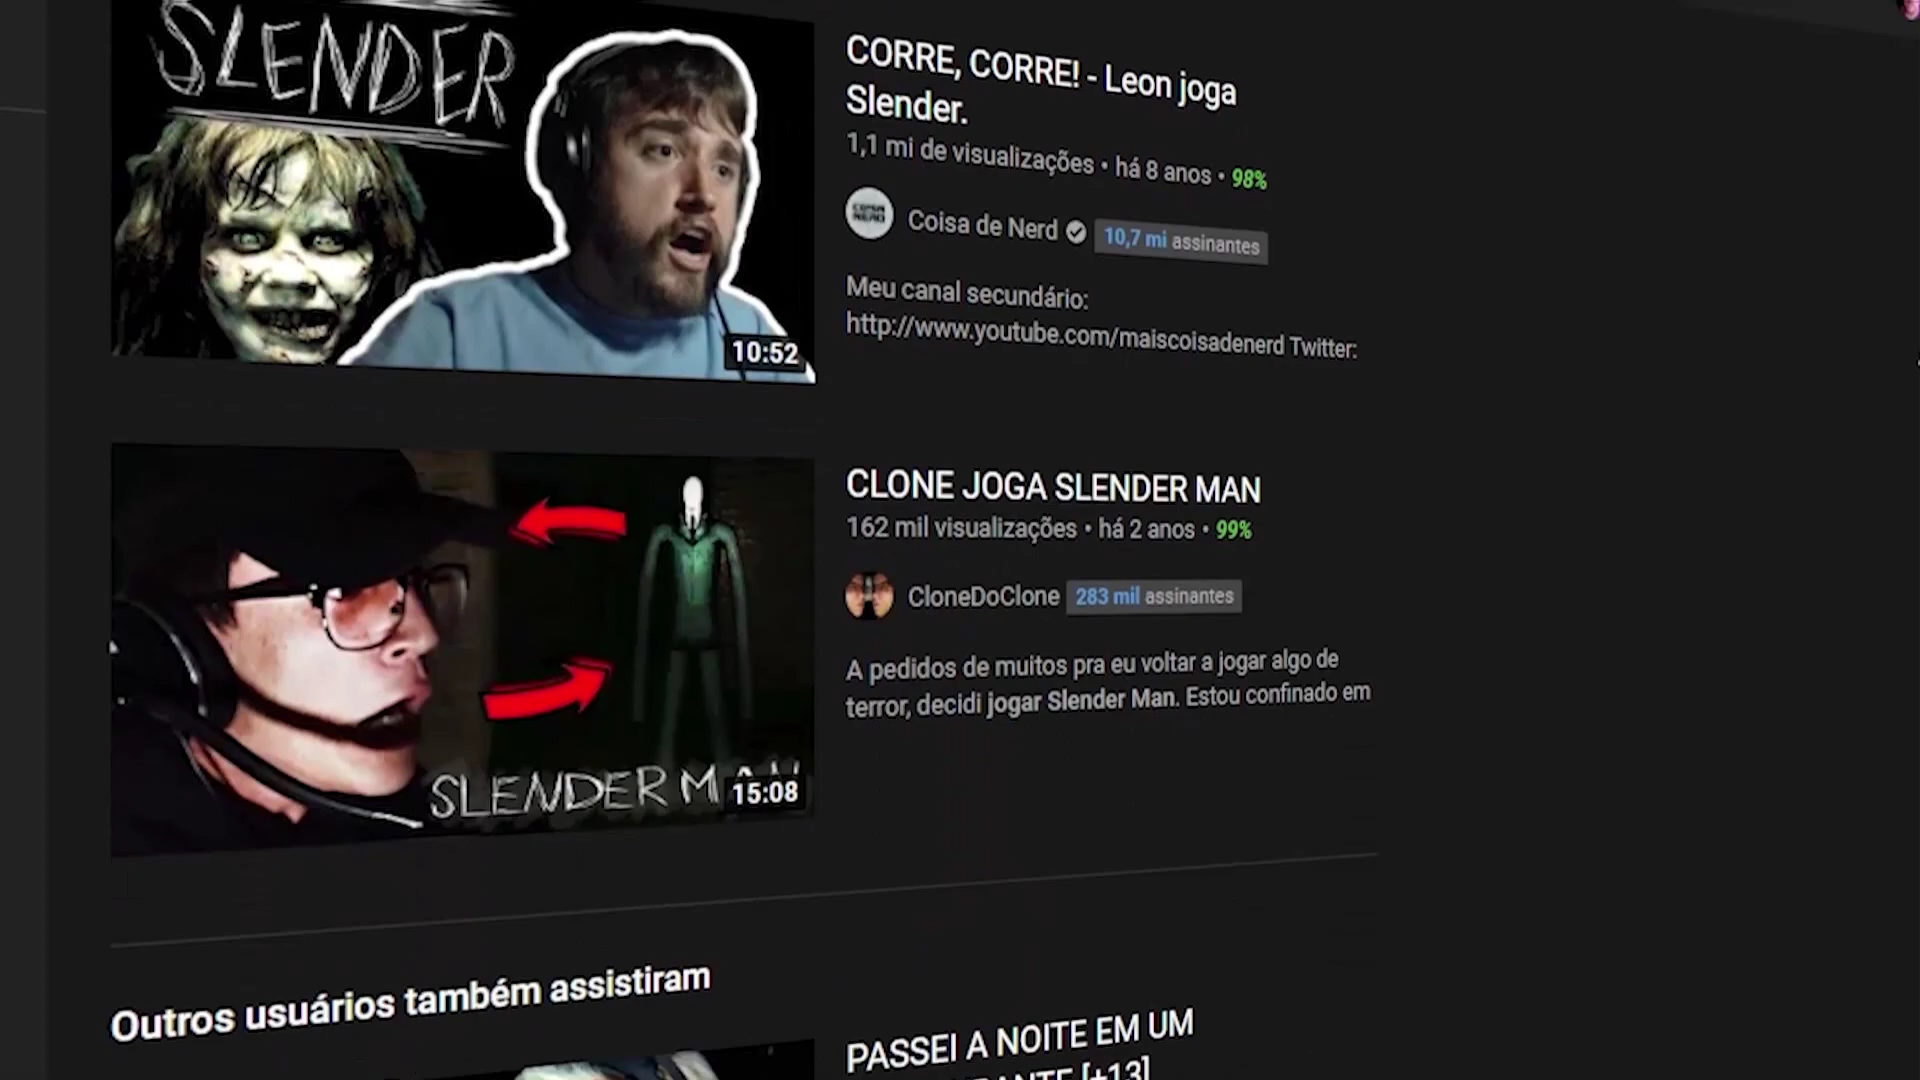 SLENDER
10:52
CORRE, CORRE! - Leon joga
Slender.
1,1 mi de visualizações • há 8 anos • 98%
COISA NERD
Coisa de Nerd
10,7 mi assinantes
Meu canal secundário:
http://www.youtube.com/maiscoisadenerd Twitter:
SLENDER MAN
15:08
CLONE JOGA SLENDER MAN
162 mil visualizações • há 2 anos • 99%
CloneDoClone
283 mil assinantes
A pedidos de muitos pra eu voltar a jogar algo de
terror, decidi jogar Slender Man. Estou confinado em
Outros usuários também assistiram
PASSEI A NOITE EM UM
[+13]